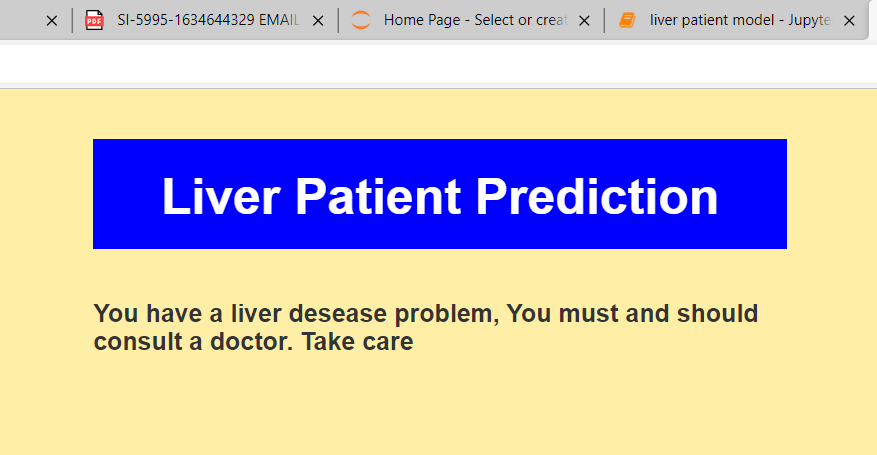 PDF SI-5995-1634644329 EMAIL Home Page - Select or creat liver patient model - Jupyte
Liver Patient Prediction
You have a liver desease problem, You must and should
consult a doctor. Take care